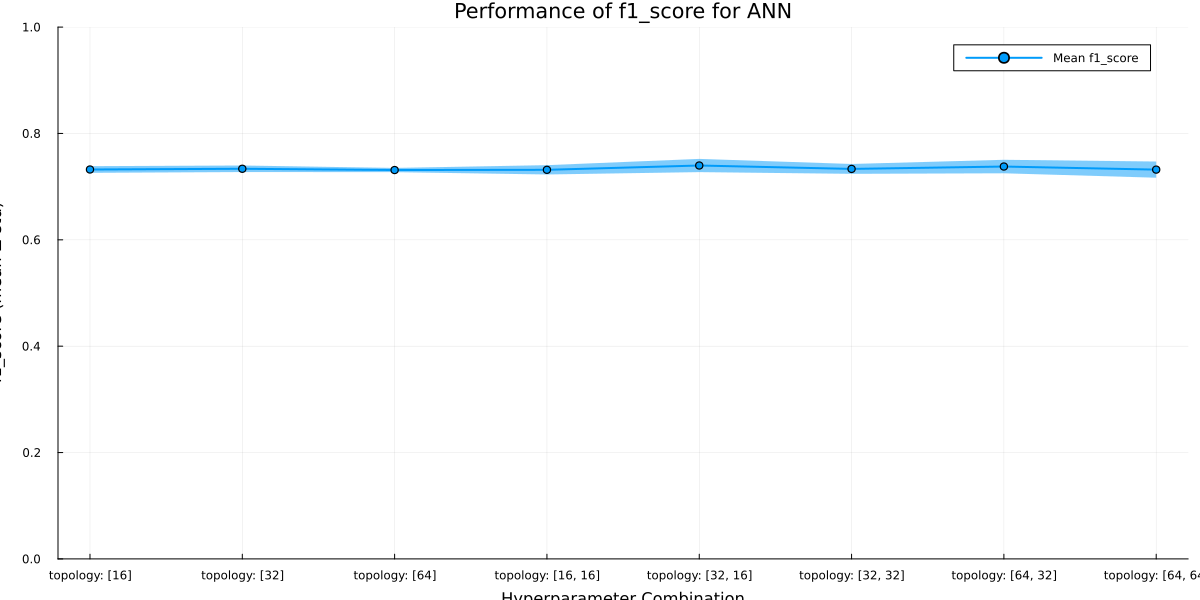 Performance of f1_score for ANN
Mean f1_score
1.0
0.8
0.6
0.4
0.2
0.0
topology: [16]
topology: [32]
topology: [64]
topology: [16, 16]
topology: [32, 16]
topology: [32, 32]
topology: [64, 32]
topology: [64, 64
Hyperparameter Combination